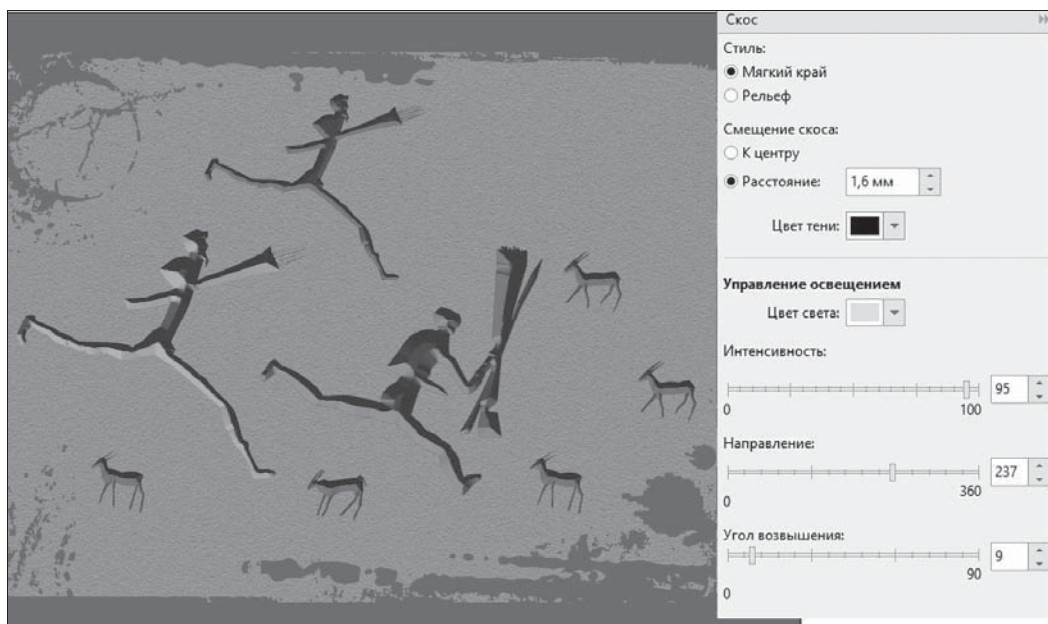 Скос
Стиль:
Мягкий край
Рельеф
Смещение скоса:
К центру
Расстояние: 1,6 мм
Цвет тени:
Управление освещением
Цвет света:
Интенсивность:
95
0 100
Направление:
237
0 360
Угол возвышения:
9
0 90